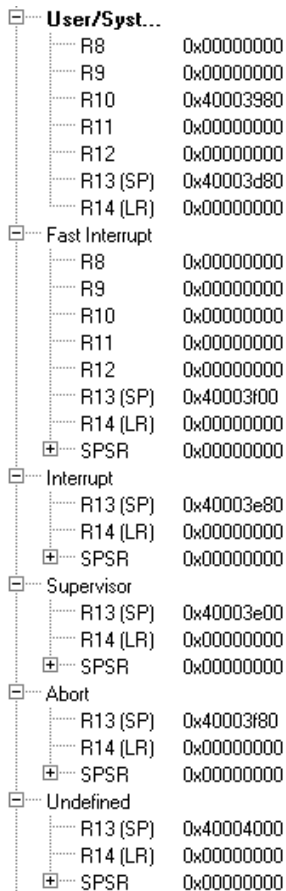 User/Syst...
R8 0x00000000
R9 0x00000000
R10 0x40003980
R11 0x00000000
R12 0x00000000
R13 (SP) 0x40003d80
R14 (LR) 0x00000000
Fast Interrupt
R8 0x00000000
R9 0x00000000
R10 0x00000000
R11 0x00000000
R12 0x00000000
R13 (SP) 0x40003f00
R14 (LR) 0x00000000
SPSR 0x00000000
Interrupt
R13 (SP) 0x40003e80
R14 (LR) 0x00000000
SPSR 0x00000000
Supervisor
R13 (SP) 0x40003e00
R14 (LR) 0x00000000
SPSR 0x00000000
Abort
R13 (SP) 0x40003f80
R14 (LR) 0x00000000
SPSR 0x00000000
Undefined
R13 (SP) 0x40004000
R14 (LR) 0x00000000
SPSR 0x00000000